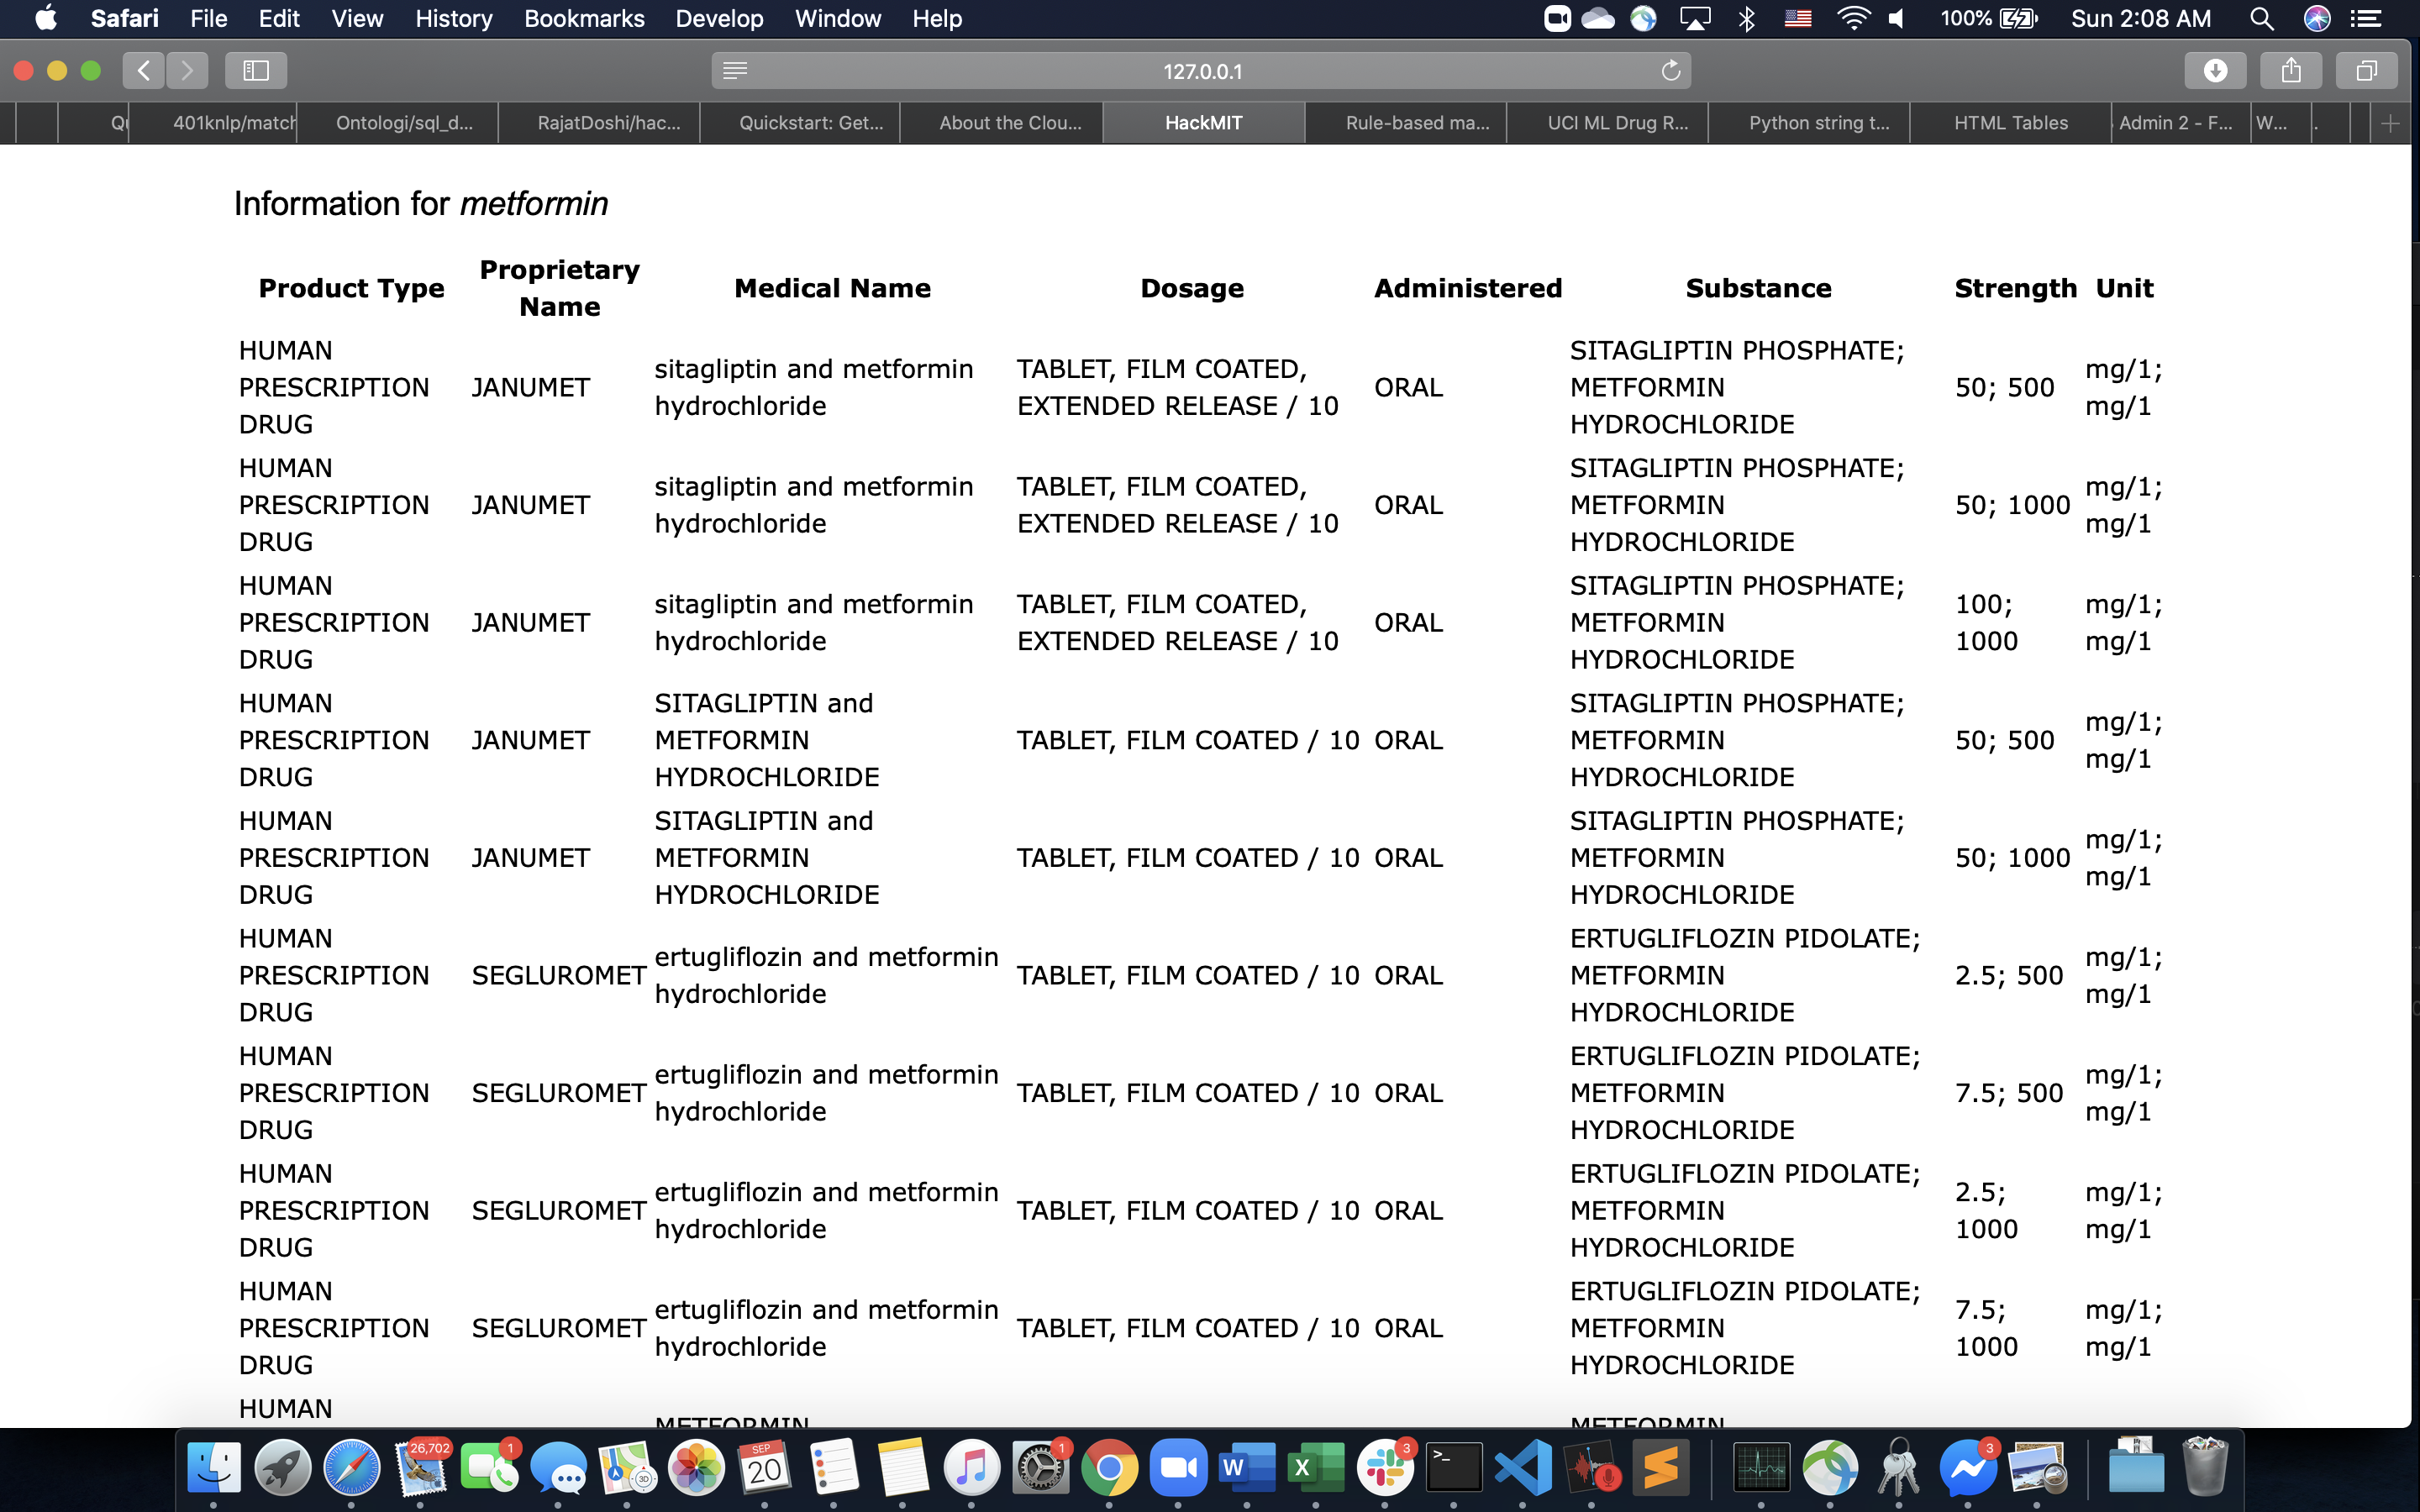 Safari File Edit View History Bookmarks Develop Window Help 100% Sun 2:08 AM
127.0.0.1
401knlp/match Ontologi/sql_d... RajatDoshi/hac... Quickstart: Get... About the Clou... HackMIT Rule-based ma... UCI ML Drug R... Python string t... HTML Tables Admin 2 - F... W...
Information for metformin
Product Type Proprietary Name Medical Name Dosage Administered Substance Strength Unit
HUMAN PRESCRIPTION DRUG JANUMET sitagliptin and metformin hydrochloride TABLET, FILM COATED, EXTENDED RELEASE / 10 ORAL SITAGLIPTIN PHOSPHATE; METFORMIN HYDROCHLORIDE 50; 500 mg/1; mg/1
HUMAN PRESCRIPTION DRUG JANUMET sitagliptin and metformin hydrochloride TABLET, FILM COATED, EXTENDED RELEASE / 10 ORAL SITAGLIPTIN PHOSPHATE; METFORMIN HYDROCHLORIDE 50; 1000 mg/1; mg/1
HUMAN PRESCRIPTION DRUG JANUMET sitagliptin and metformin hydrochloride TABLET, FILM COATED, EXTENDED RELEASE / 10 ORAL SITAGLIPTIN PHOSPHATE; METFORMIN HYDROCHLORIDE 100; 1000 mg/1; mg/1
HUMAN PRESCRIPTION DRUG JANUMET SITAGLIPTIN and METFORMIN HYDROCHLORIDE TABLET, FILM COATED / 10 ORAL SITAGLIPTIN PHOSPHATE; METFORMIN HYDROCHLORIDE 50; 500 mg/1; mg/1
HUMAN PRESCRIPTION DRUG JANUMET SITAGLIPTIN and METFORMIN HYDROCHLORIDE TABLET, FILM COATED / 10 ORAL SITAGLIPTIN PHOSPHATE; METFORMIN HYDROCHLORIDE 50; 1000 mg/1; mg/1
HUMAN PRESCRIPTION DRUG SEGLUROMET ertugliflozin and metformin hydrochloride TABLET, FILM COATED / 10 ORAL ERTUGLIFLOZIN PIDOLATE; METFORMIN HYDROCHLORIDE 2.5; 500 mg/1; mg/1
HUMAN PRESCRIPTION DRUG SEGLUROMET ertugliflozin and metformin hydrochloride TABLET, FILM COATED / 10 ORAL ERTUGLIFLOZIN PIDOLATE; METFORMIN HYDROCHLORIDE 7.5; 500 mg/1; mg/1
HUMAN PRESCRIPTION DRUG SEGLUROMET ertugliflozin and metformin hydrochloride TABLET, FILM COATED / 10 ORAL ERTUGLIFLOZIN PIDOLATE; METFORMIN HYDROCHLORIDE 2.5; 1000 mg/1; mg/1
HUMAN PRESCRIPTION DRUG SEGLUROMET ertugliflozin and metformin hydrochloride TABLET, FILM COATED / 10 ORAL ERTUGLIFLOZIN PIDOLATE; METFORMIN HYDROCHLORIDE 7.5; 1000 mg/1; mg/1
HUMAN METFORMIN METFORMIN
26,702 1 3D SEP 20 1 W X 3 >_ 3